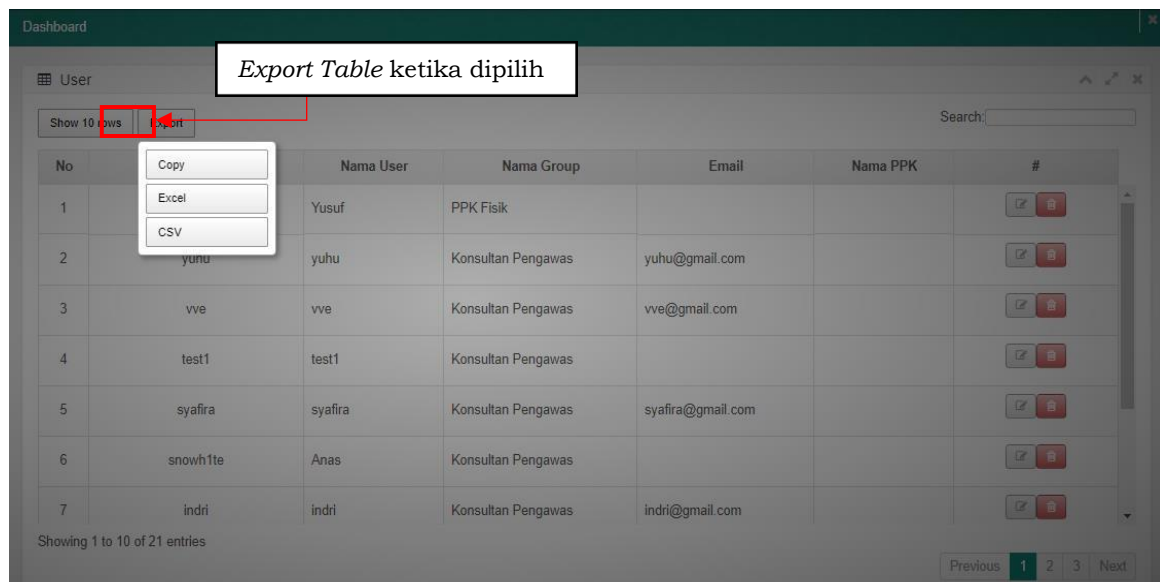 Dashboard
Export Table ketika dipilih
User
Show 10 rows Export Search:
No Nama User Nama Group Email Nama PPK #
Copy
Excel
CSV
1 Yusuf PPK Fisik
2 yuhu yuhu Konsultan Pengawas yuhu@gmail.com
3 vve vve Konsultan Pengawas vve@gmail.com
4 test1 test1 Konsultan Pengawas
5 syafira syafira Konsultan Pengawas syafira@gmail.com
6 snowh1te Anas Konsultan Pengawas
7 indri indri Konsultan Pengawas indri@gmail.com
Showing 1 to 10 of 21 entries
Previous 1 2 3 Next